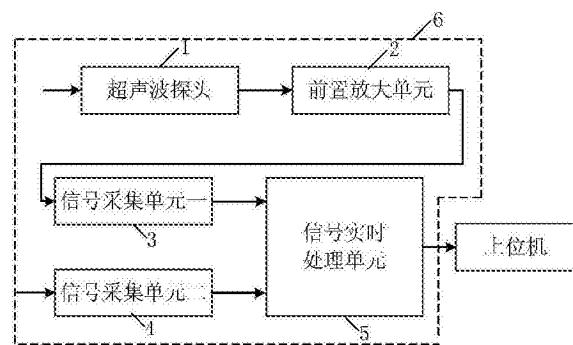 6
1
2
超声波探头
前置放大单元
信号采集单元一
3
信号实时
处理单元
上位机
信号采集单元二
4
5